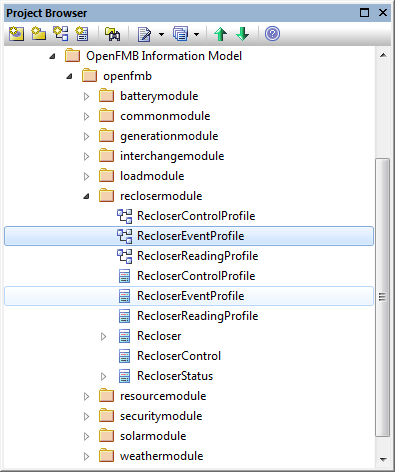 Project Browser
OpenFMB Information Model
openfmb
batterymodule
commonmodule
generationmodule
interchangemodule
loadmodule
reclosermodule
RecloserControlProfile
RecloserEventProfile
RecloserReadingProfile
RecloserControlProfile
RecloserEventProfile
RecloserReadingProfile
Recloser
RecloserControl
RecloserStatus
resourcemodule
securitymodule
solarmodule
weathermodule